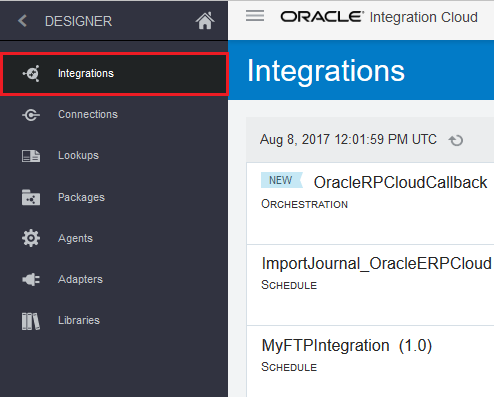 DESIGNER
Integrations
Connections
Lookups
Packages
Agents
Adapters
Libraries
ORACLE Integration Cloud
Integrations
Aug 8, 2017 12:01:59 PM UTC
NEW OracleRPCloudCallback
ORCHESTRATION
ImportJournal_OracleERPCloud
SCHEDULE
MyFTPIntegration (1.0)
SCHEDULE